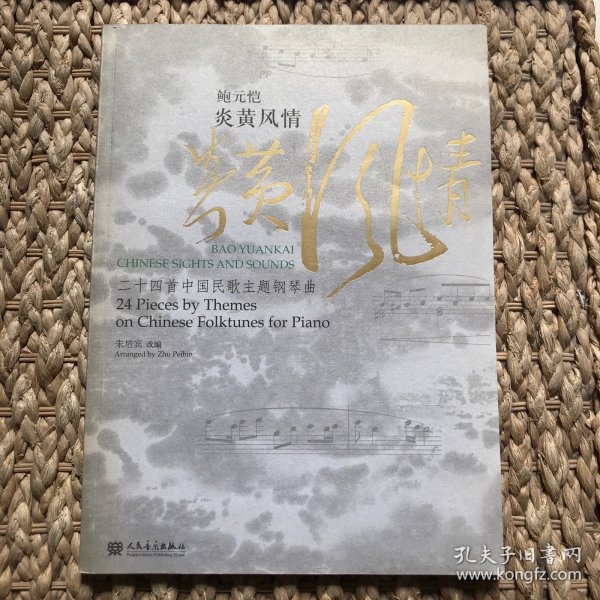 鲍元恺
炎黄风情
炎黄風情
BAO YUANKAI
CHINESE SIGHTS AND SOUNDS
二十四首中国民歌主题钢琴曲
24 Pieces by Themes
on Chinese Folktunes for Piano
朱培宾 改编
Arranged by Zhu Peibin
人民音乐出版社
People's Music Publishing House
孔夫子旧书网
www.kongfz.com
pp